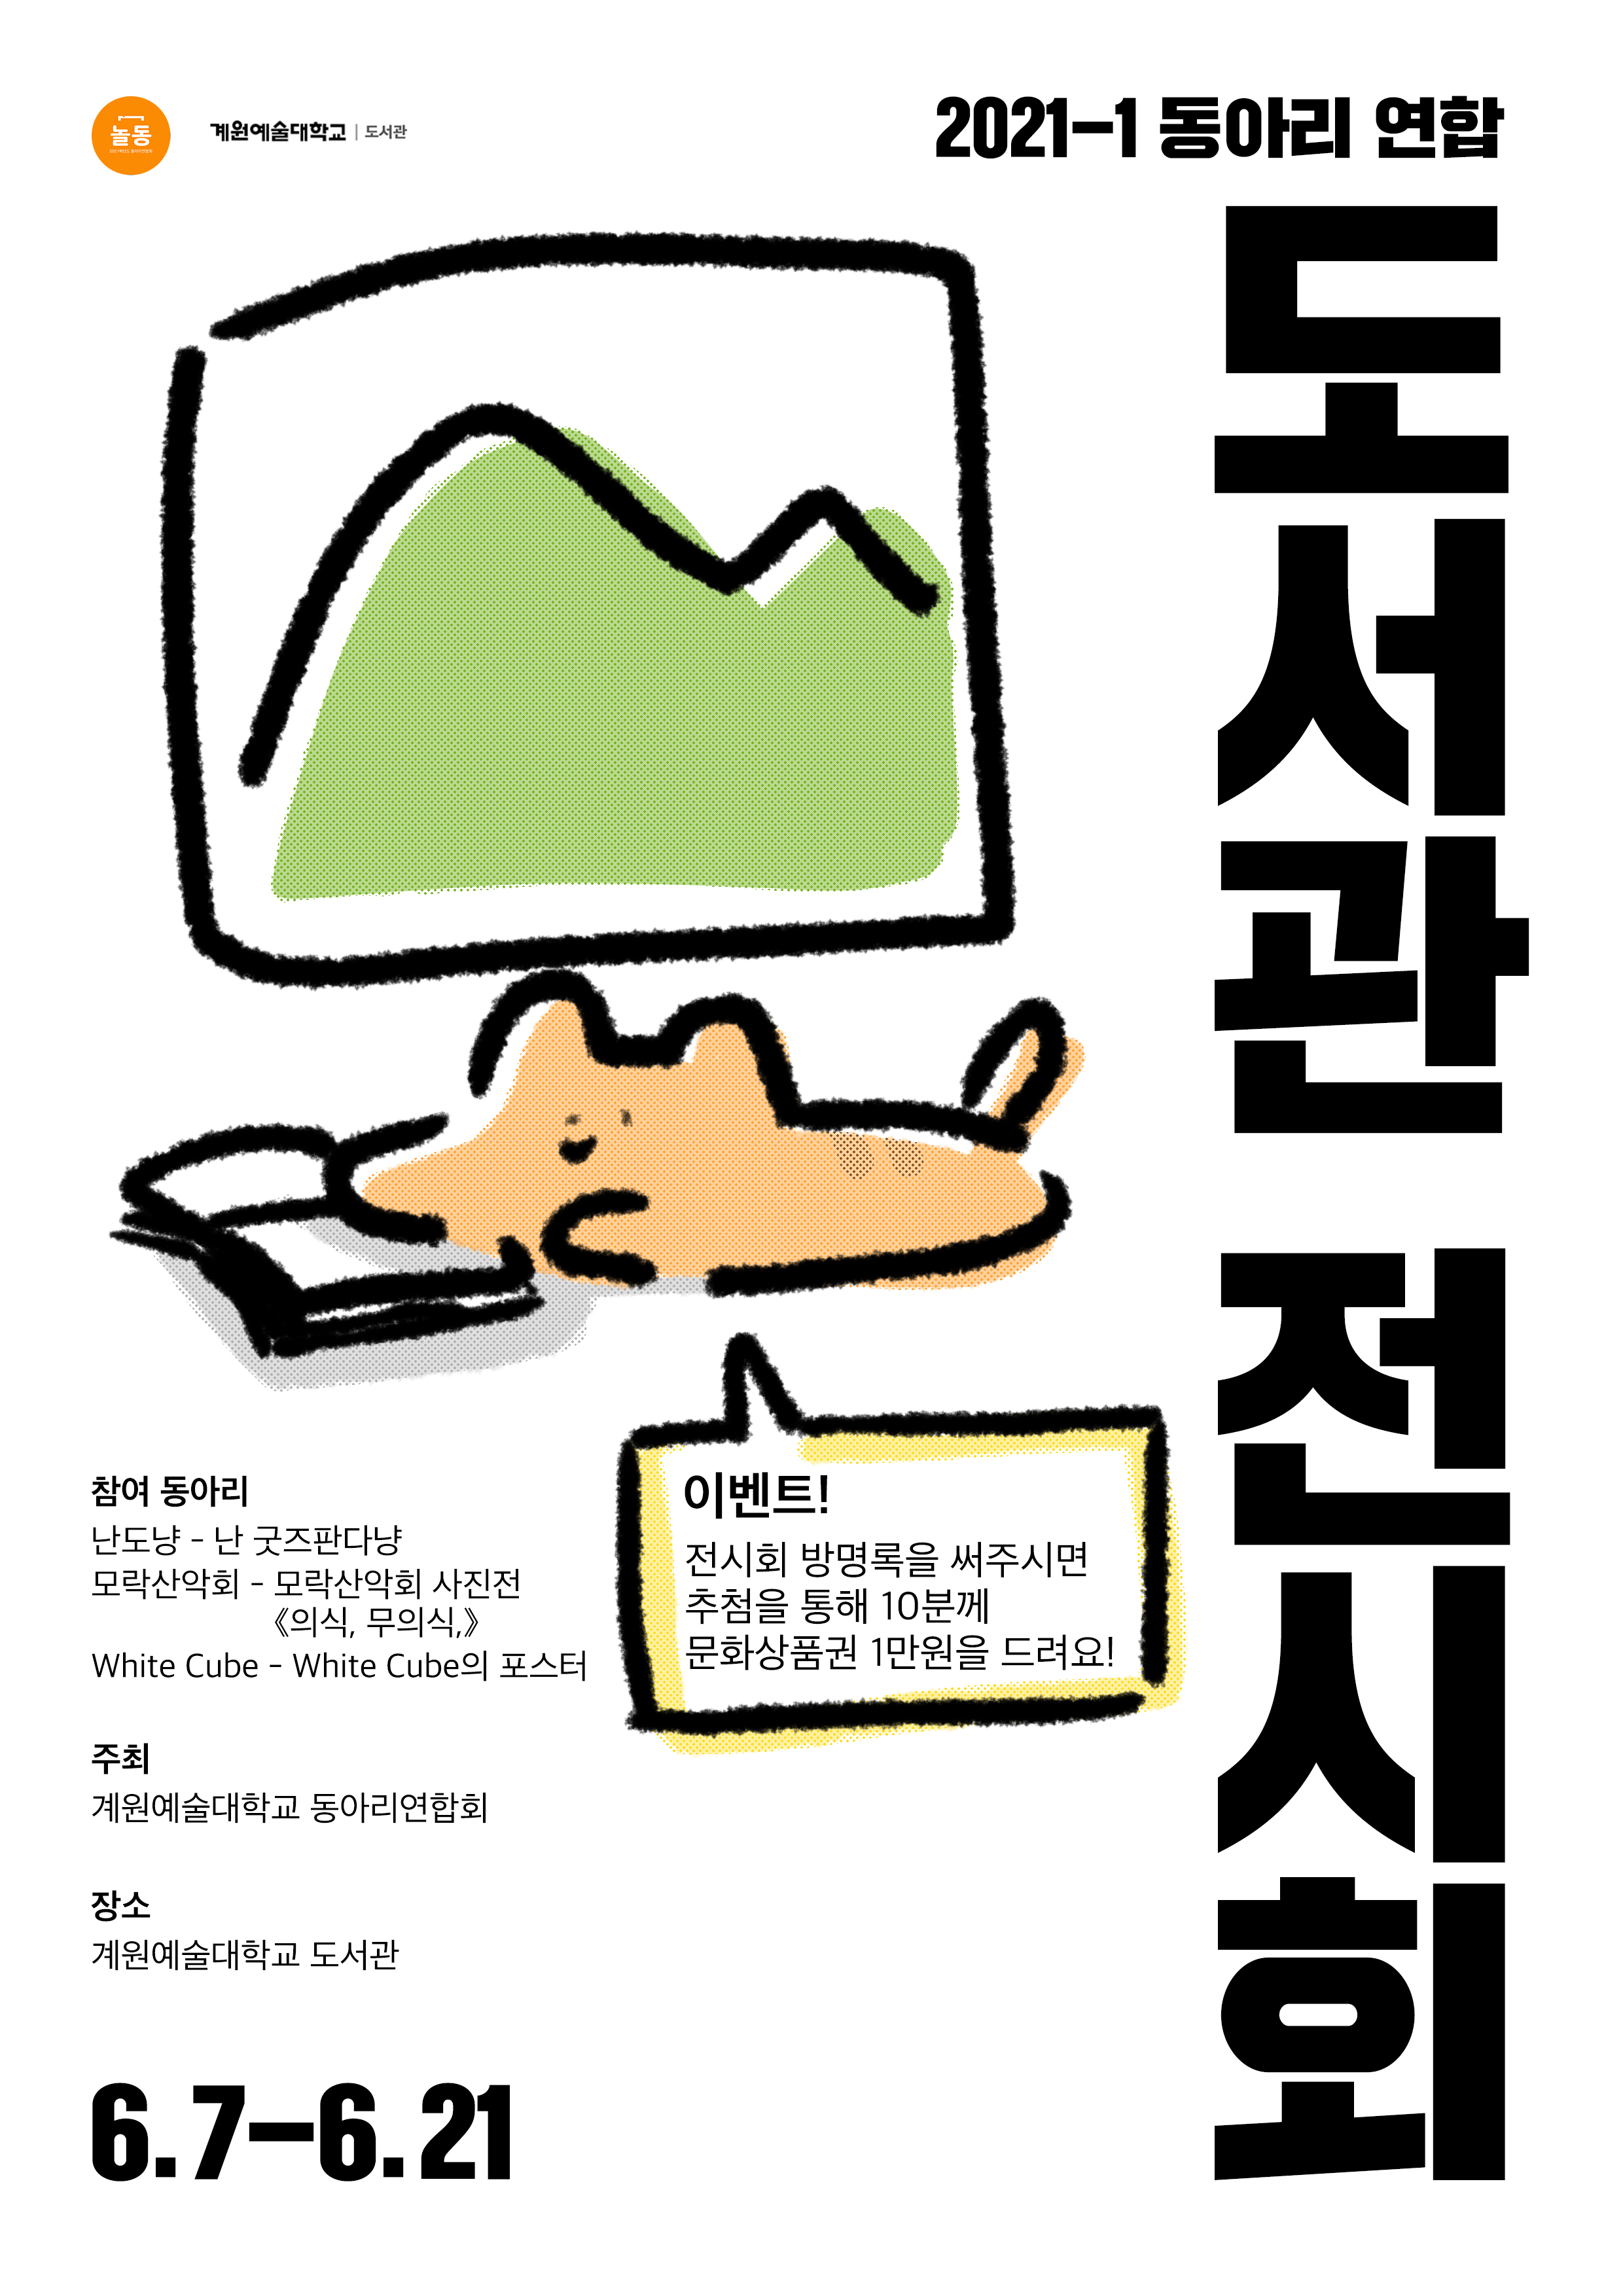 놀동
계원예술대학교 | 도서관
2021-1 동아리 연합
도서관 전시회
참여 동아리
난도냥 - 난 굿즈판다냥
모락산악회 - 모락산악회 사진전
《의식, 무의식,》
White Cube - White Cube의 포스터
이벤트!
전시회 방명록을 써주시면
추첨을 통해 10분께
문화상품권 1만원을 드려요!
주최
계원예술대학교 동아리연합회
장소
계원예술대학교 도서관
6.7-6.21